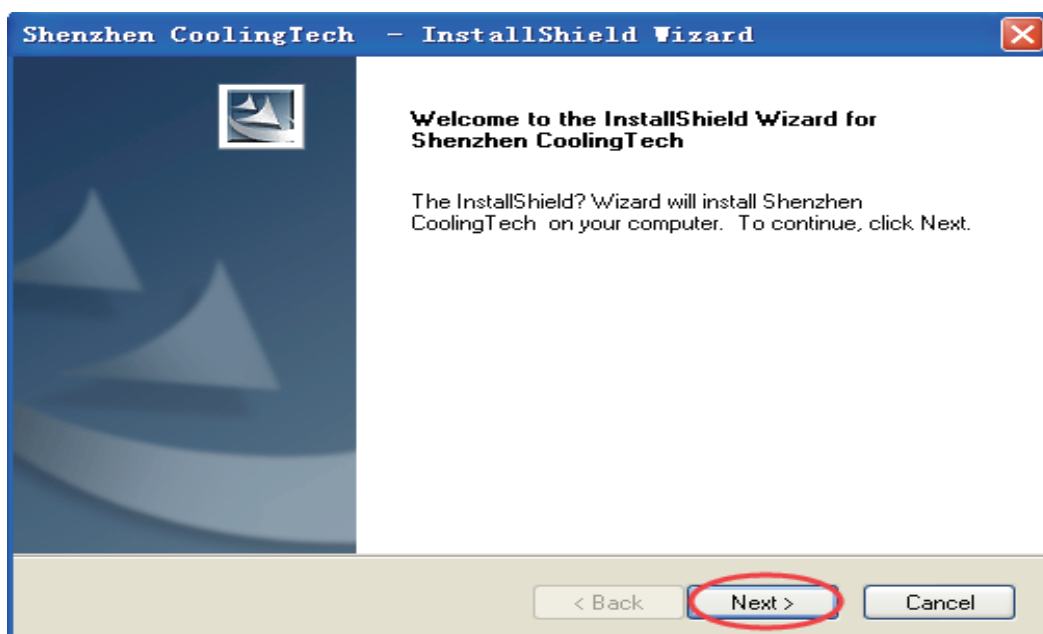 Shenzhen CoolingTech - InstallShield Wizard
Welcome to the InstallShield Wizard for
Shenzhen CoolingTech
The InstallShield? Wizard will install Shenzhen
CoolingTech on your computer. To continue, click Next.
< Back Next > Cancel